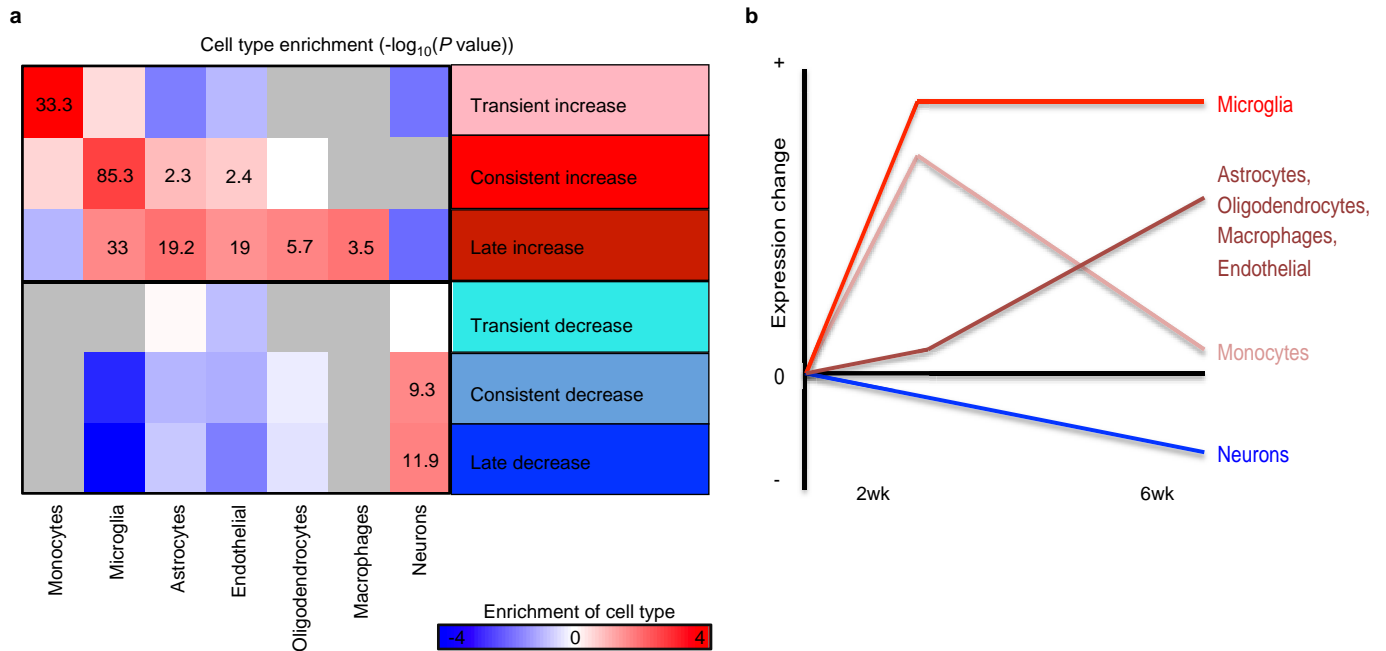 a
Cell type enrichment (-log10(P value))
33.3
Transient increase
85.3 2.3 2.4
Consistent increase
33 19.2 19 5.7 3.5
Late increase
Transient decrease
9.3
Consistent decrease
11.9
Late decrease
Monocytes
Microglia
Astrocytes
Endothelial
Oligodendrocytes
Macrophages
Neurons
Enrichment of cell type
-4 0 4
b
+
Expression change
0
-
2wk 6wk
Microglia
Astrocytes,
Oligodendrocytes,
Macrophages,
Endothelial
Monocytes
Neurons